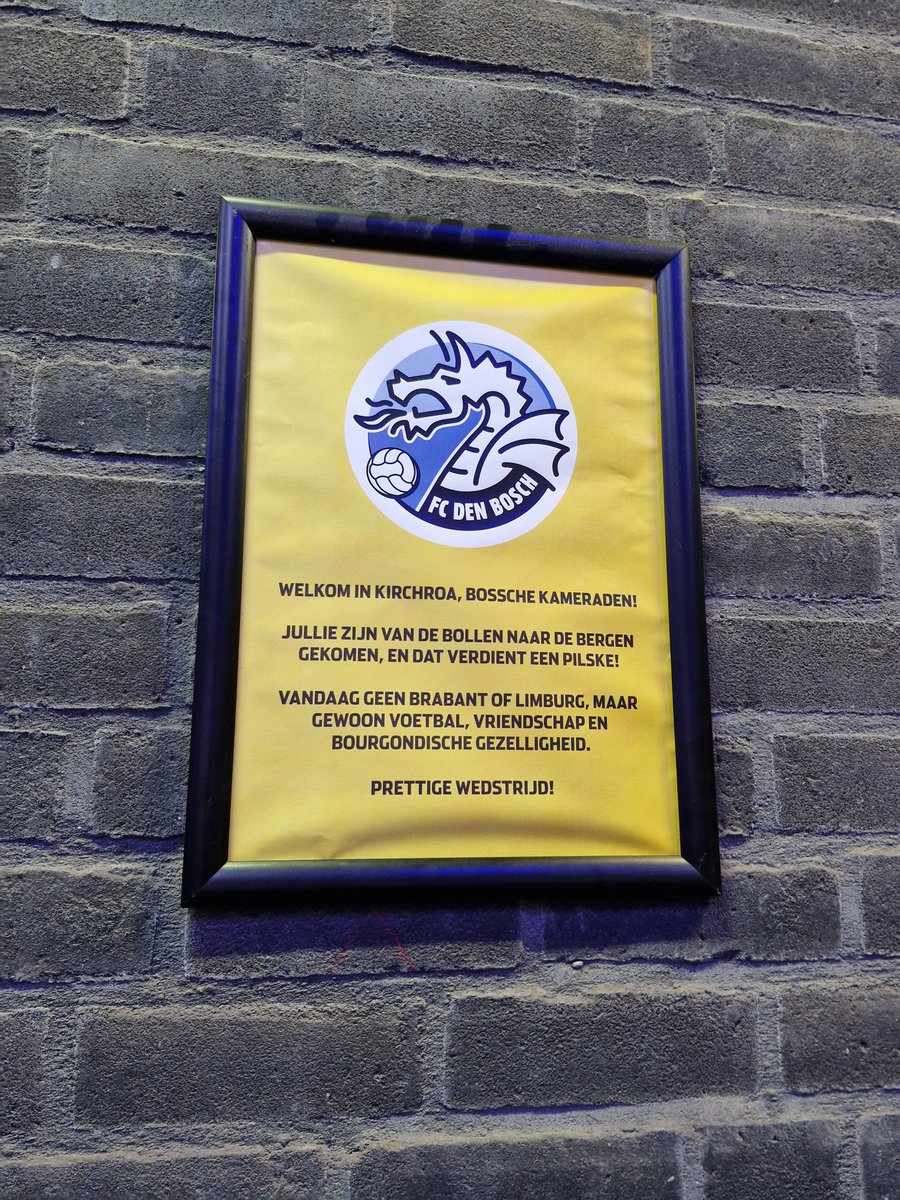 FC DEN BOSCH
WELKOM IN KIRCHROA, BOSSCHE KAMERADEN!
JULLIE ZIJN VAN DE BOLLEN NAAR DE BERGEN
GEKOMEN, EN DAT VERDIENT EEN PILSKE!
VANDAAG GEEN BRABANT OF LIMBURG, MAAR
GEWOON VOETBAL, VRIENDSCHAP EN
BOURGONDISCHE GEZELLIGHEID.
PRETTIGE WEDSTRIJD!